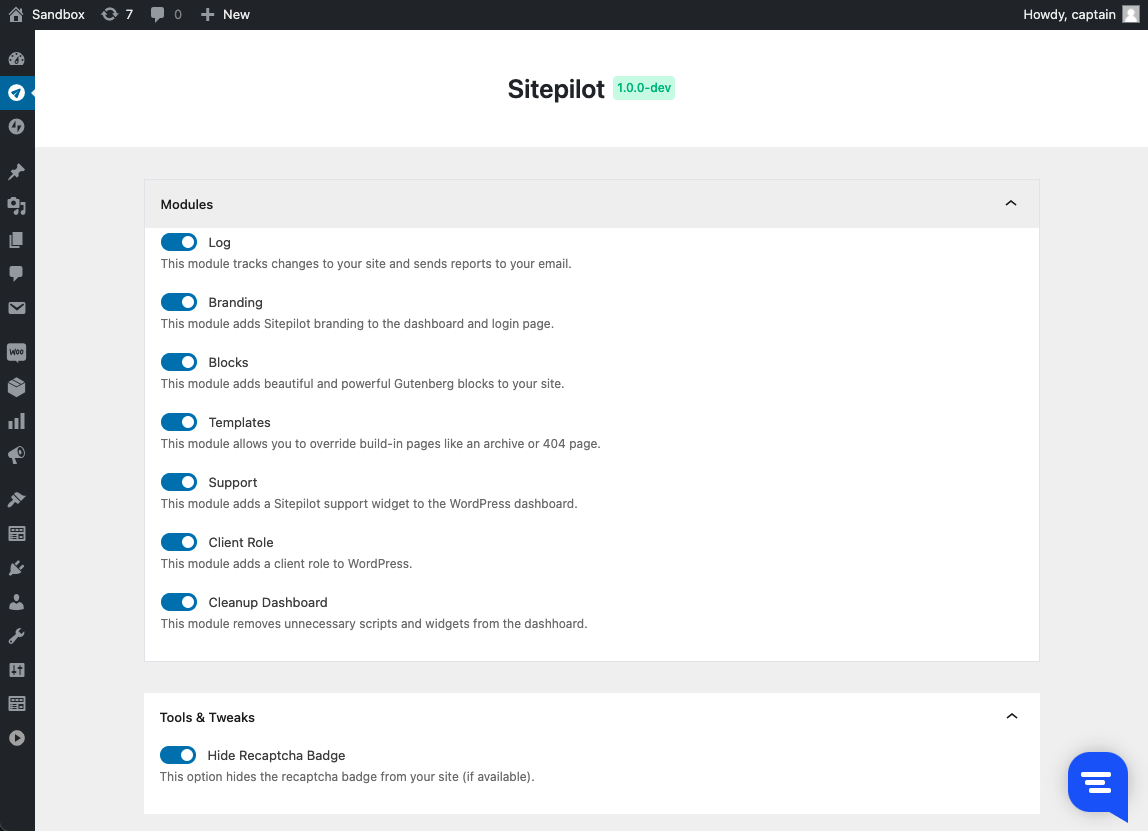 Sandbox 7 0 New Howdy, captain
Sitepilot 1.0.0-dev
Modules
Log
This module tracks changes to your site and sends reports to your email.
Branding
This module adds Sitepilot branding to the dashboard and login page.
Blocks
This module adds beautiful and powerful Gutenberg blocks to your site.
Templates
This module allows you to override build-in pages like an archive or 404 page.
Support
This module adds a Sitepilot support widget to the WordPress dashboard.
Client Role
This module adds a client role to WordPress.
Cleanup Dashboard
This module removes unnecessary scripts and widgets from the dashhoard.
Woo
Tools & Tweaks
Hide Recaptcha Badge
This option hides the recaptcha badge from your site (if available).